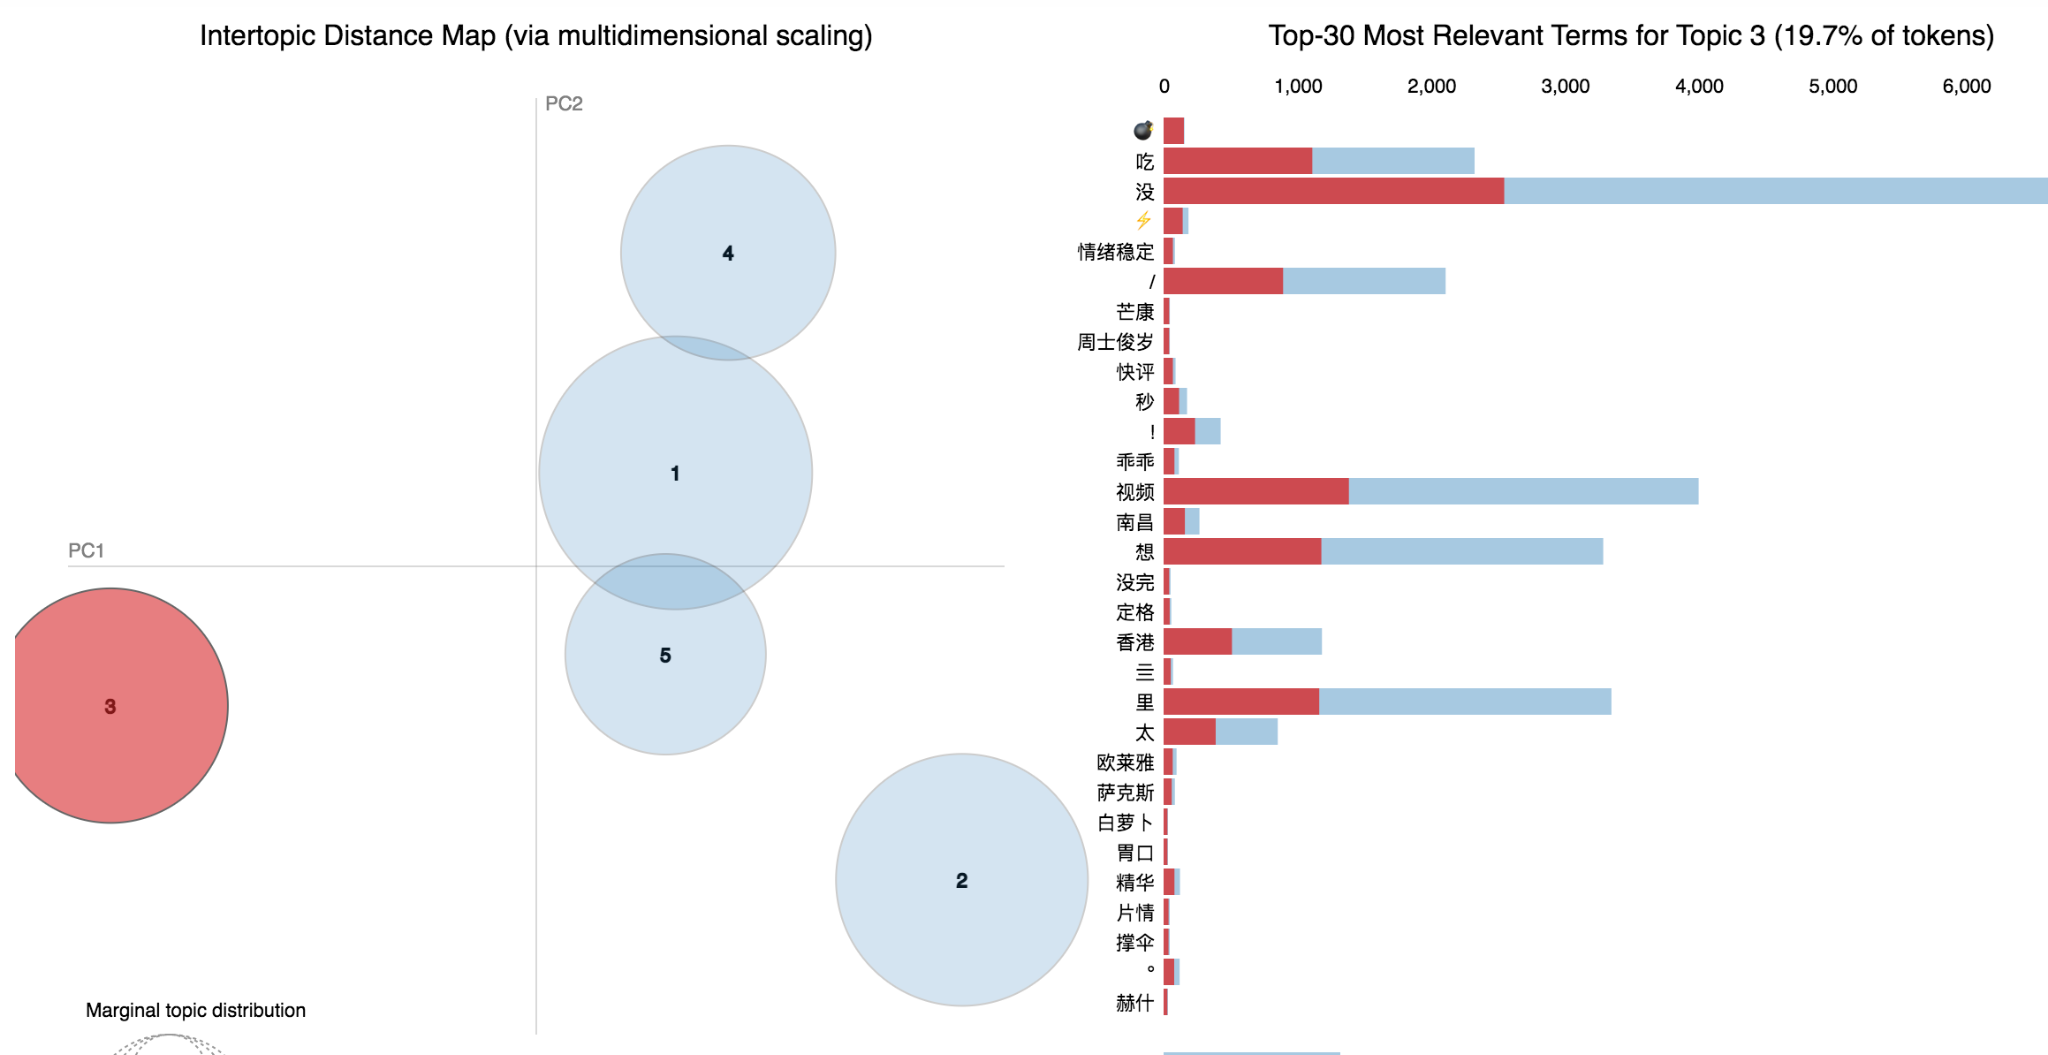 Intertopic Distance Map (via multidimensional scaling)
PC2
4
1
PC1
5
3
2
Marginal topic distribution
Top-30 Most Relevant Terms for Topic 3 (19.7% of tokens)
0 1,000 2,000 3,000 4,000 5,000 6,000
💣
吃
没
⚡
情绪稳定
/
芒康
周士俊岁
快评
秒
!
乖乖
视频
南昌
想
没完
定格
香港
亖
里
太
欧莱雅
萨克斯
白萝卜
胃口
精华
片情
撑伞
°
赫什